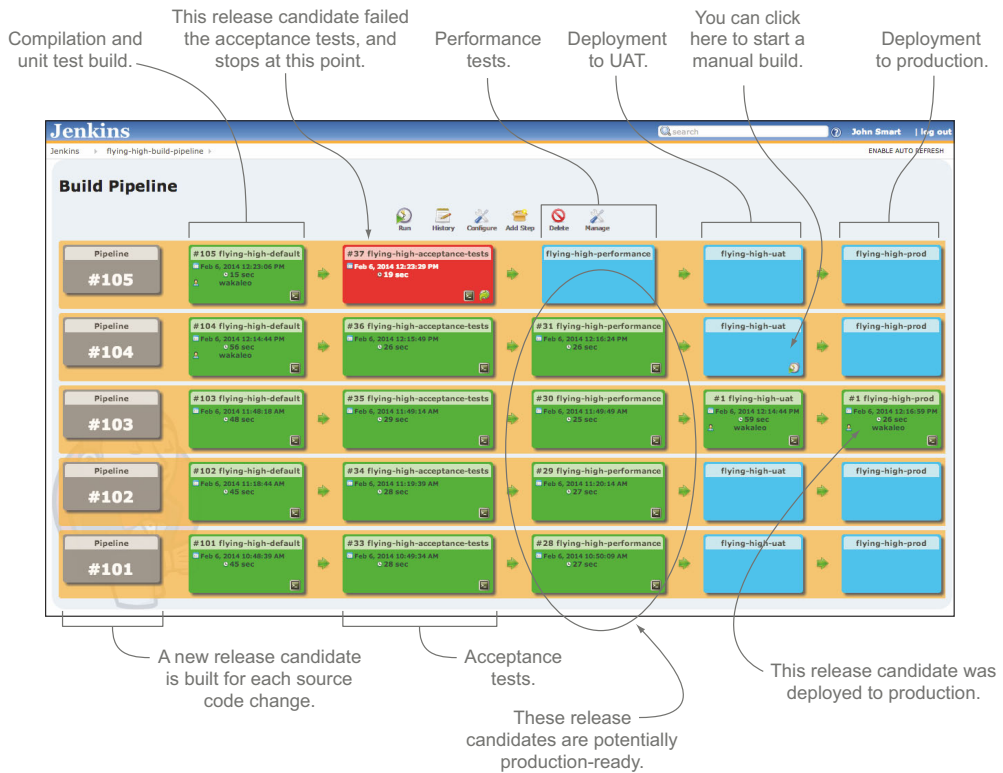 Compilation and
unit test build.
This release candidate failed
the acceptance tests, and
stops at this point.
Performance
tests.
Deployment
to UAT.
You can click
here to start a
manual build.
Deployment
to production.
Jenkins
search
John Smart | log out
Jenkins flying-high-build-pipeline
ENABLE AUTO REFRESH
Build Pipeline
Run History Configure Add Step Delete Manage
Pipeline
#105
#105 flying-high-default
Feb 6, 2014 12:23:06 PM
15 sec
wakaleo
#37 flying-high-acceptance-tests
Feb 6, 2014 12:23:29 PM
19 sec
flying-high-performance
flying-high-uat
flying-high-prod
Pipeline
#104
#104 flying-high-default
Feb 6, 2014 12:14:44 PM
56 sec
wakaleo
#36 flying-high-acceptance-tests
Feb 6, 2014 12:15:49 PM
26 sec
#31 flying-high-performance
Feb 6, 2014 12:16:24 PM
26 sec
flying-high-uat
flying-high-prod
Pipeline
#103
#103 flying-high-default
Feb 6, 2014 11:48:18 AM
48 sec
#35 flying-high-acceptance-tests
Feb 6, 2014 11:49:14 AM
29 sec
#30 flying-high-performance
Feb 6, 2014 11:49:49 AM
25 sec
#1 flying-high-uat
Feb 6, 2014 12:14:44 PM
59 sec
wakaleo
#1 flying-high-prod
Feb 6, 2014 12:16:59 PM
26 sec
wakaleo
Pipeline
#102
#102 flying-high-default
Feb 6, 2014 11:18:44 AM
45 sec
#34 flying-high-acceptance-tests
Feb 6, 2014 11:19:39 AM
28 sec
#29 flying-high-performance
Feb 6, 2014 11:20:14 AM
27 sec
flying-high-uat
flying-high-prod
Pipeline
#101
#101 flying-high-default
Feb 6, 2014 10:48:39 AM
45 sec
#33 flying-high-acceptance-tests
Feb 6, 2014 10:49:34 AM
28 sec
#28 flying-high-performance
Feb 6, 2014 10:50:09 AM
27 sec
flying-high-uat
flying-high-prod
A new release candidate
is built for each source
code change.
Acceptance
tests.
These release
candidates are potentially
production-ready.
This release candidate was
deployed to production.